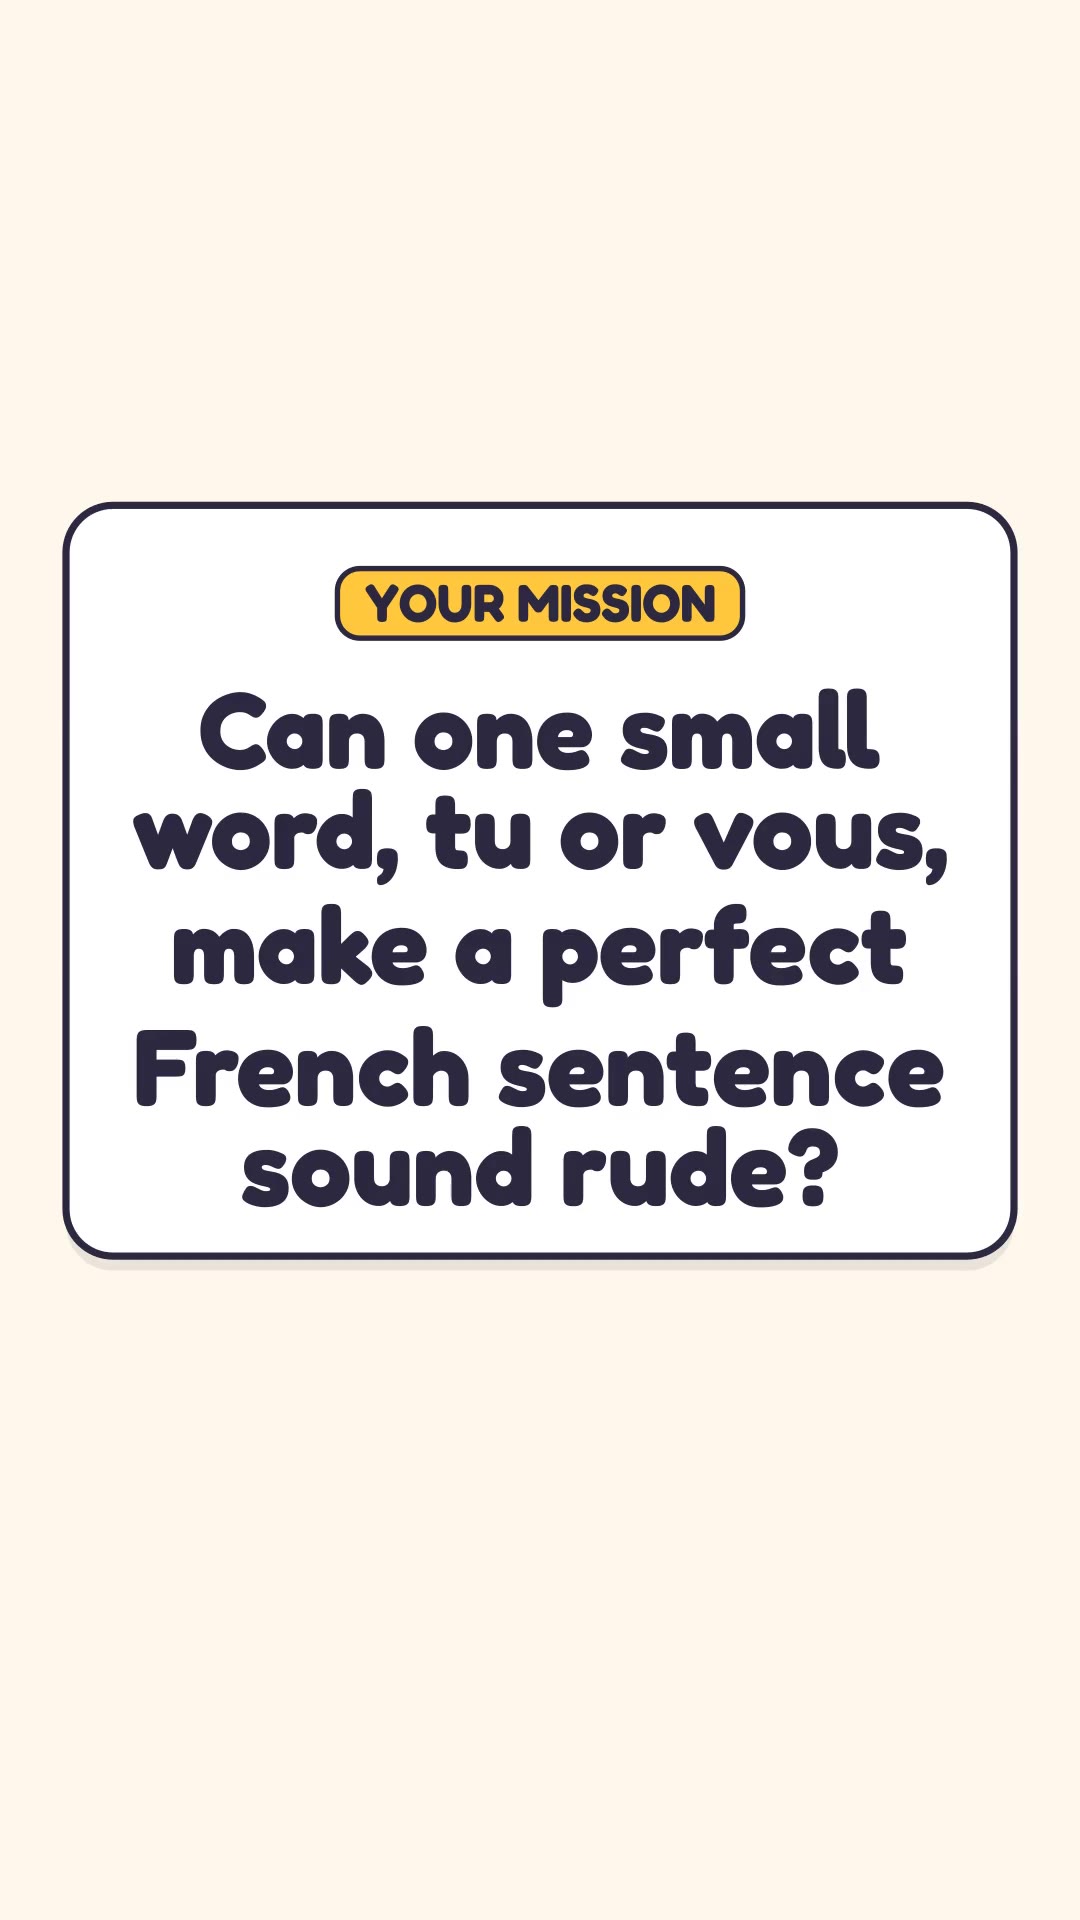 YOUR MISSION
Can one small
word, tu or vous,
make a perfect
French sentence
sound rude?